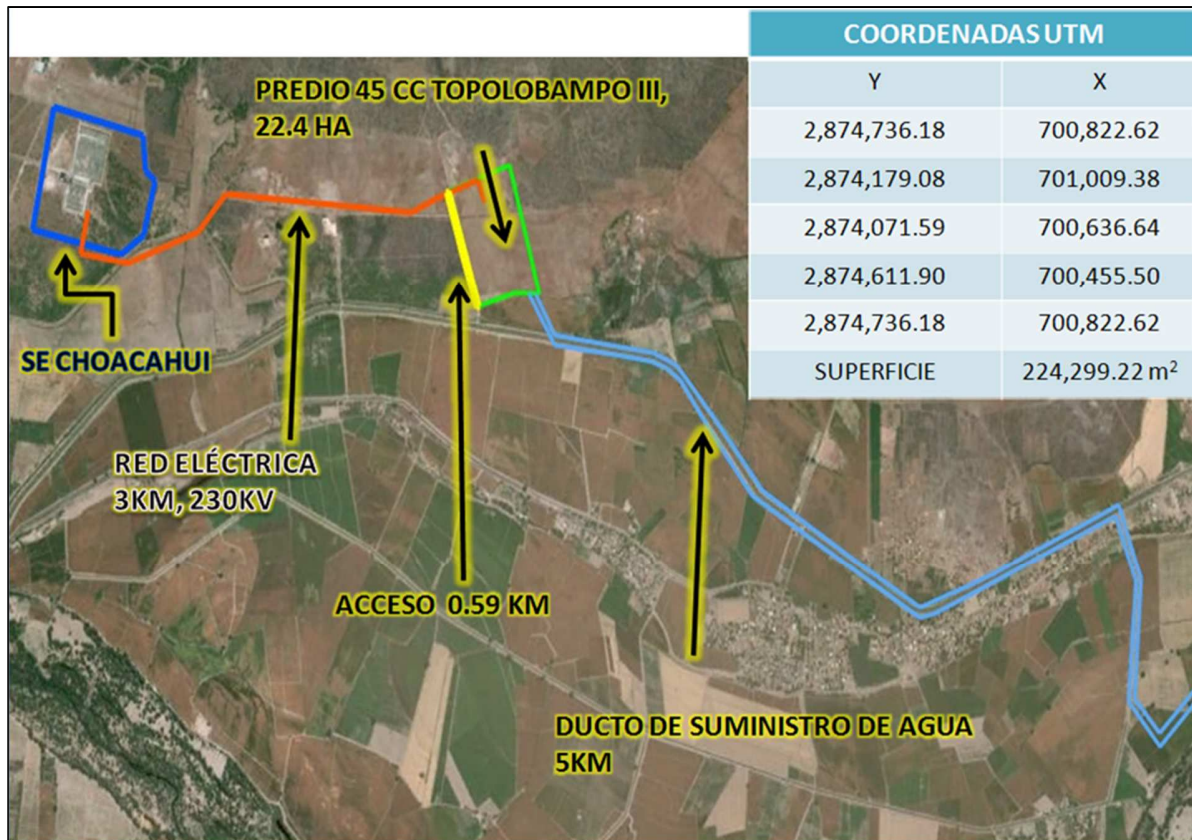 COORDENADAS UTM
Y X
2,874,736.18 700,822.62
2,874,179.08 701,009.38
2,874,071.59 700,636.64
2,874,611.90 700,455.50
2,874,736.18 700,822.62
SUPERFICIE 224,299.22 m²
PREDIO 45 CC TOPOLOBAMPO III,
22.4 HA
SE CHOACAHUI
RED ELÉCTRICA
3KM, 230KV
ACCESO 0.59 KM
DUCTO DE SUMINISTRO DE AGUA
5KM